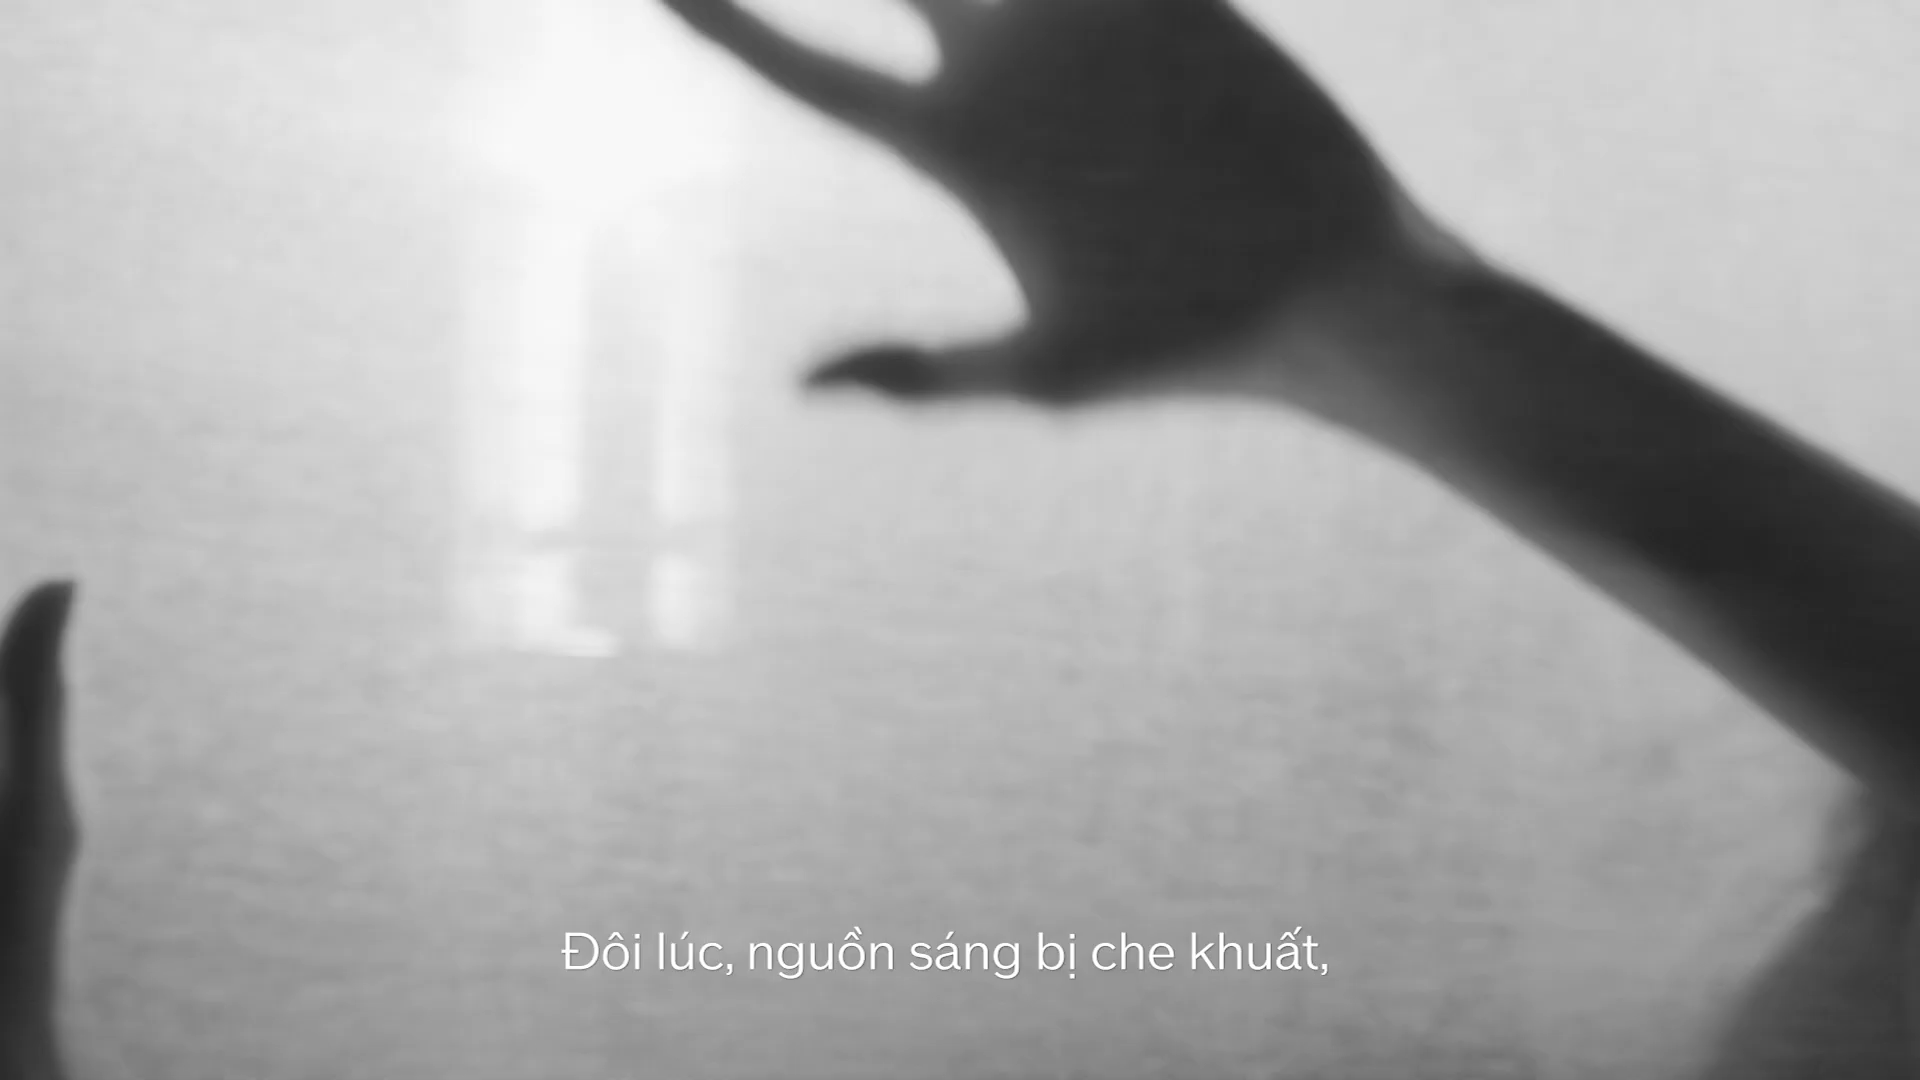 Đôi lúc, nguồn sáng bị che khuất,